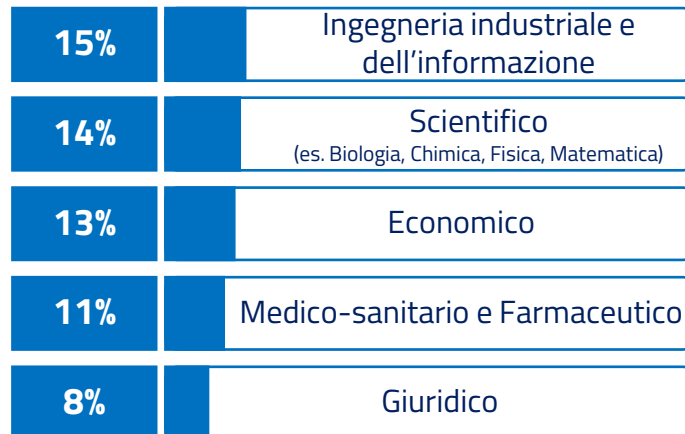 15%
Ingegneria industriale e
dell’informazione
14%
Scientifico
(es. Biologia, Chimica, Fisica, Matematica)
13%
Economico
11%
Medico-sanitario e Farmaceutico
8%
Giuridico